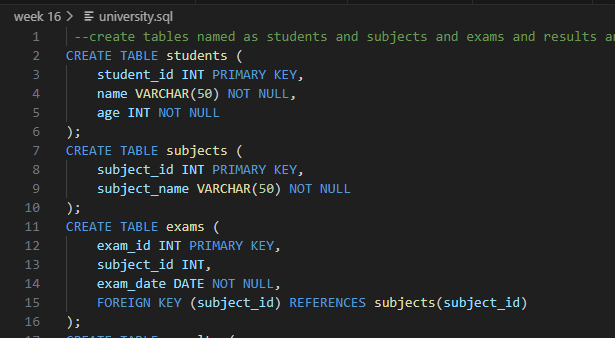 week 16 > university.sql
1 --create tables named as students and subjects and exams and results
2 CREATE TABLE students (
3 student_id INT PRIMARY KEY,
4 name VARCHAR(50) NOT NULL,
5 age INT NOT NULL
6 );
7 CREATE TABLE subjects (
8 subject_id INT PRIMARY KEY,
9 subject_name VARCHAR(50) NOT NULL
10 );
11 CREATE TABLE exams (
12 exam_id INT PRIMARY KEY,
13 subject_id INT,
14 exam_date DATE NOT NULL,
15 FOREIGN KEY (subject_id) REFERENCES subjects(subject_id)
16 );